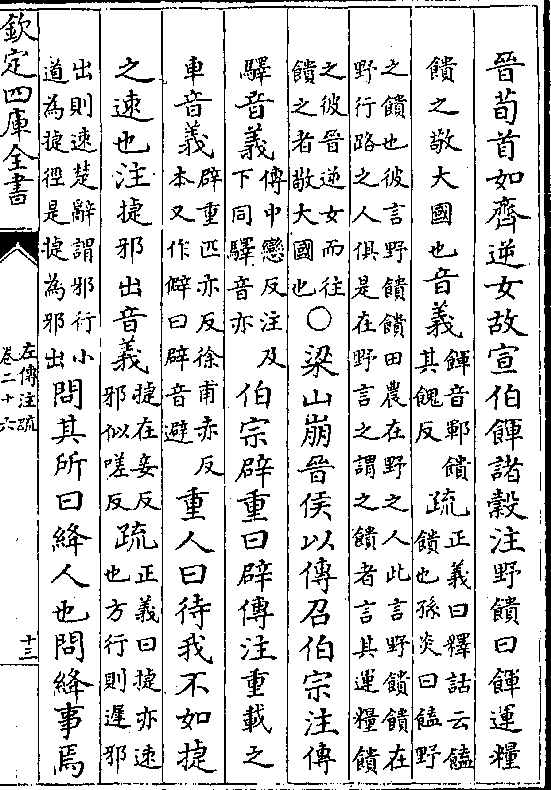 晉荀首如齊逆女故宣伯餫諸穀注野饋曰餫運糧
饋之敬大國也音義餫音鄆饋其餽反疏正義曰釋詁云饁饋也孫炎曰饁野
之饋也彼言野饋饋田農在野之人此言野饋饋在
野行路之人俱是在野言之謂之饋者言其運糧饋
之彼晉逆女而往饋之者敬大國也○梁山崩晉侯以傳召伯宗注傳
驛音義傳中戀反注及下同驛音亦伯宗辟重曰辟傳注重載之
車音義辟重匹亦反徐甫亦反本又作僻曰辟音避重人曰待我不如捷
之速也注捷邪出音義捷在妾反邪似嗟反疏正義曰捷亦速也方行則遲邪
出則速楚辭謂邪行小道為捷徑是捷為邪出問其所曰絳人也問絳事焉
欽定四庫全書
左傳注疏
卷二十六
十三